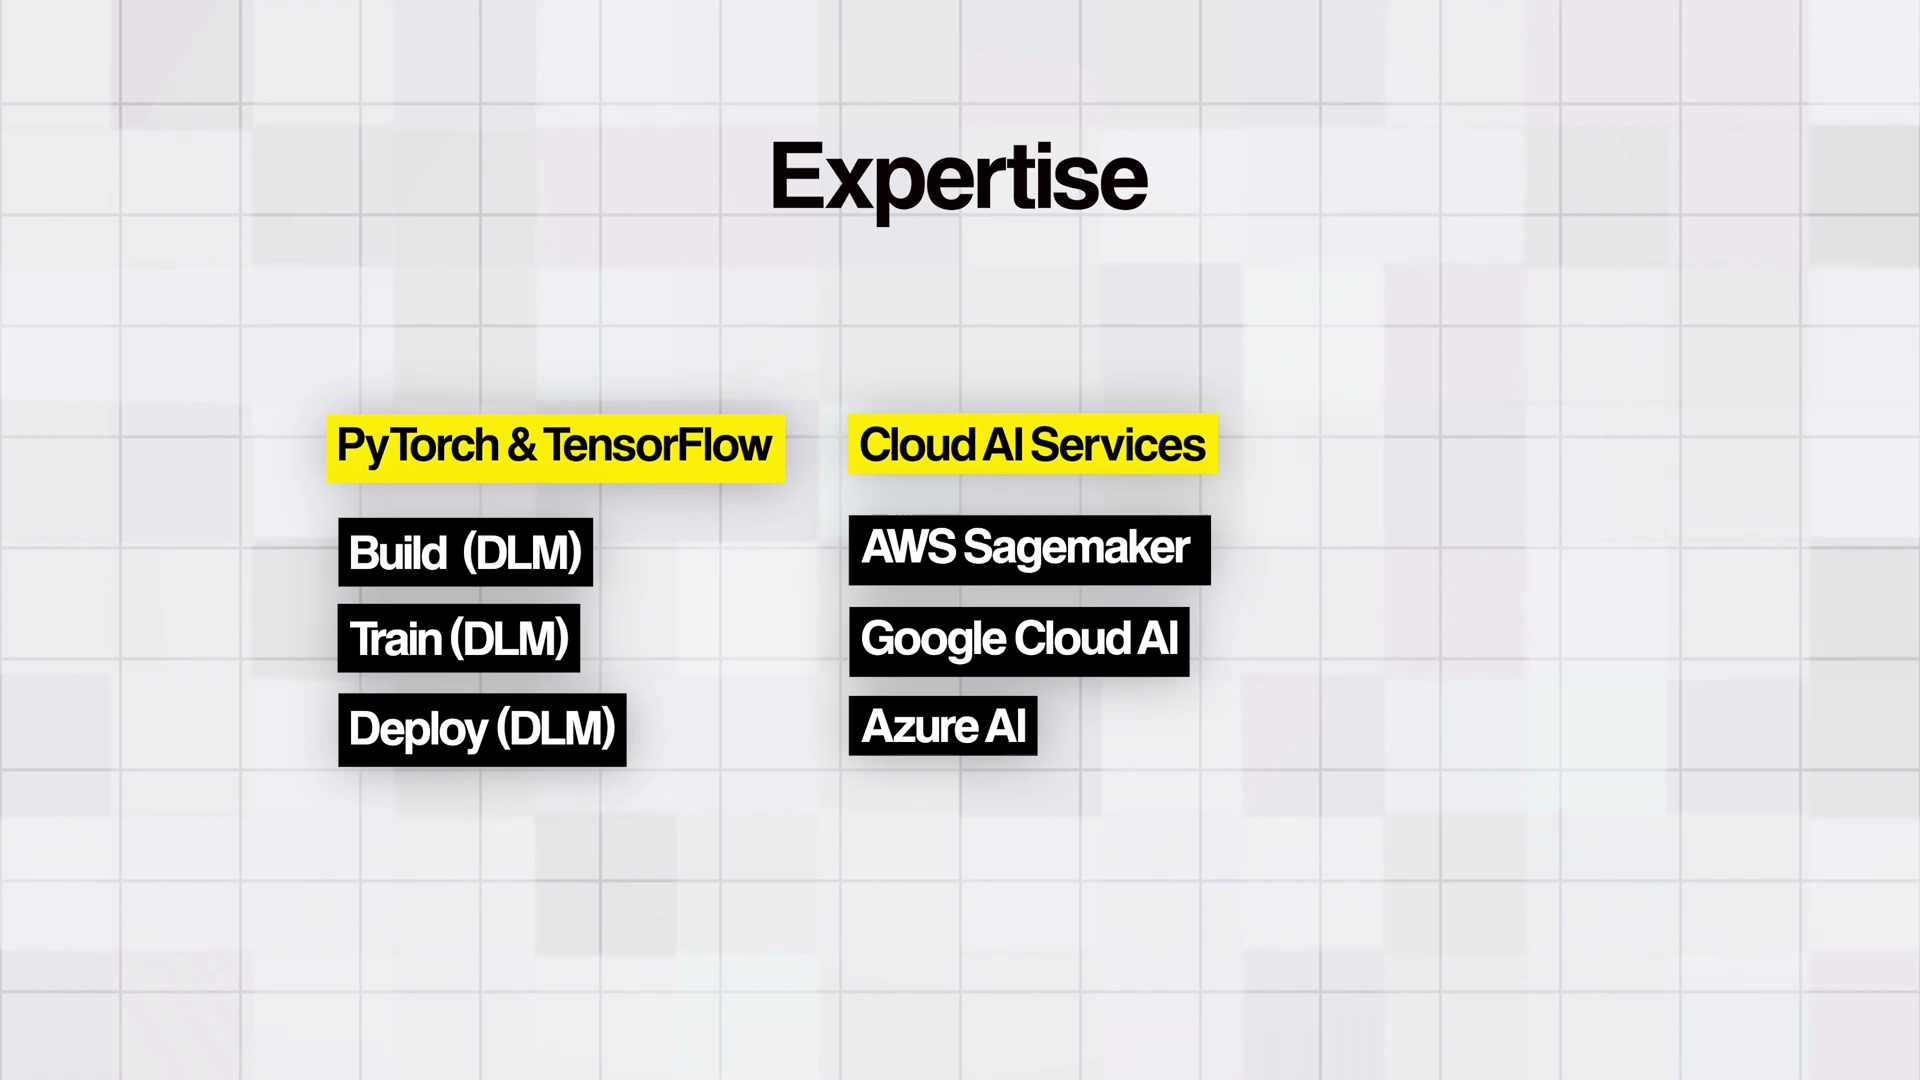 Expertise
PyTorch & TensorFlow
Build (DLM)
Train (DLM)
Deploy (DLM)
Cloud AI Services
AWS Sagemaker
Google Cloud AI
Azure AI